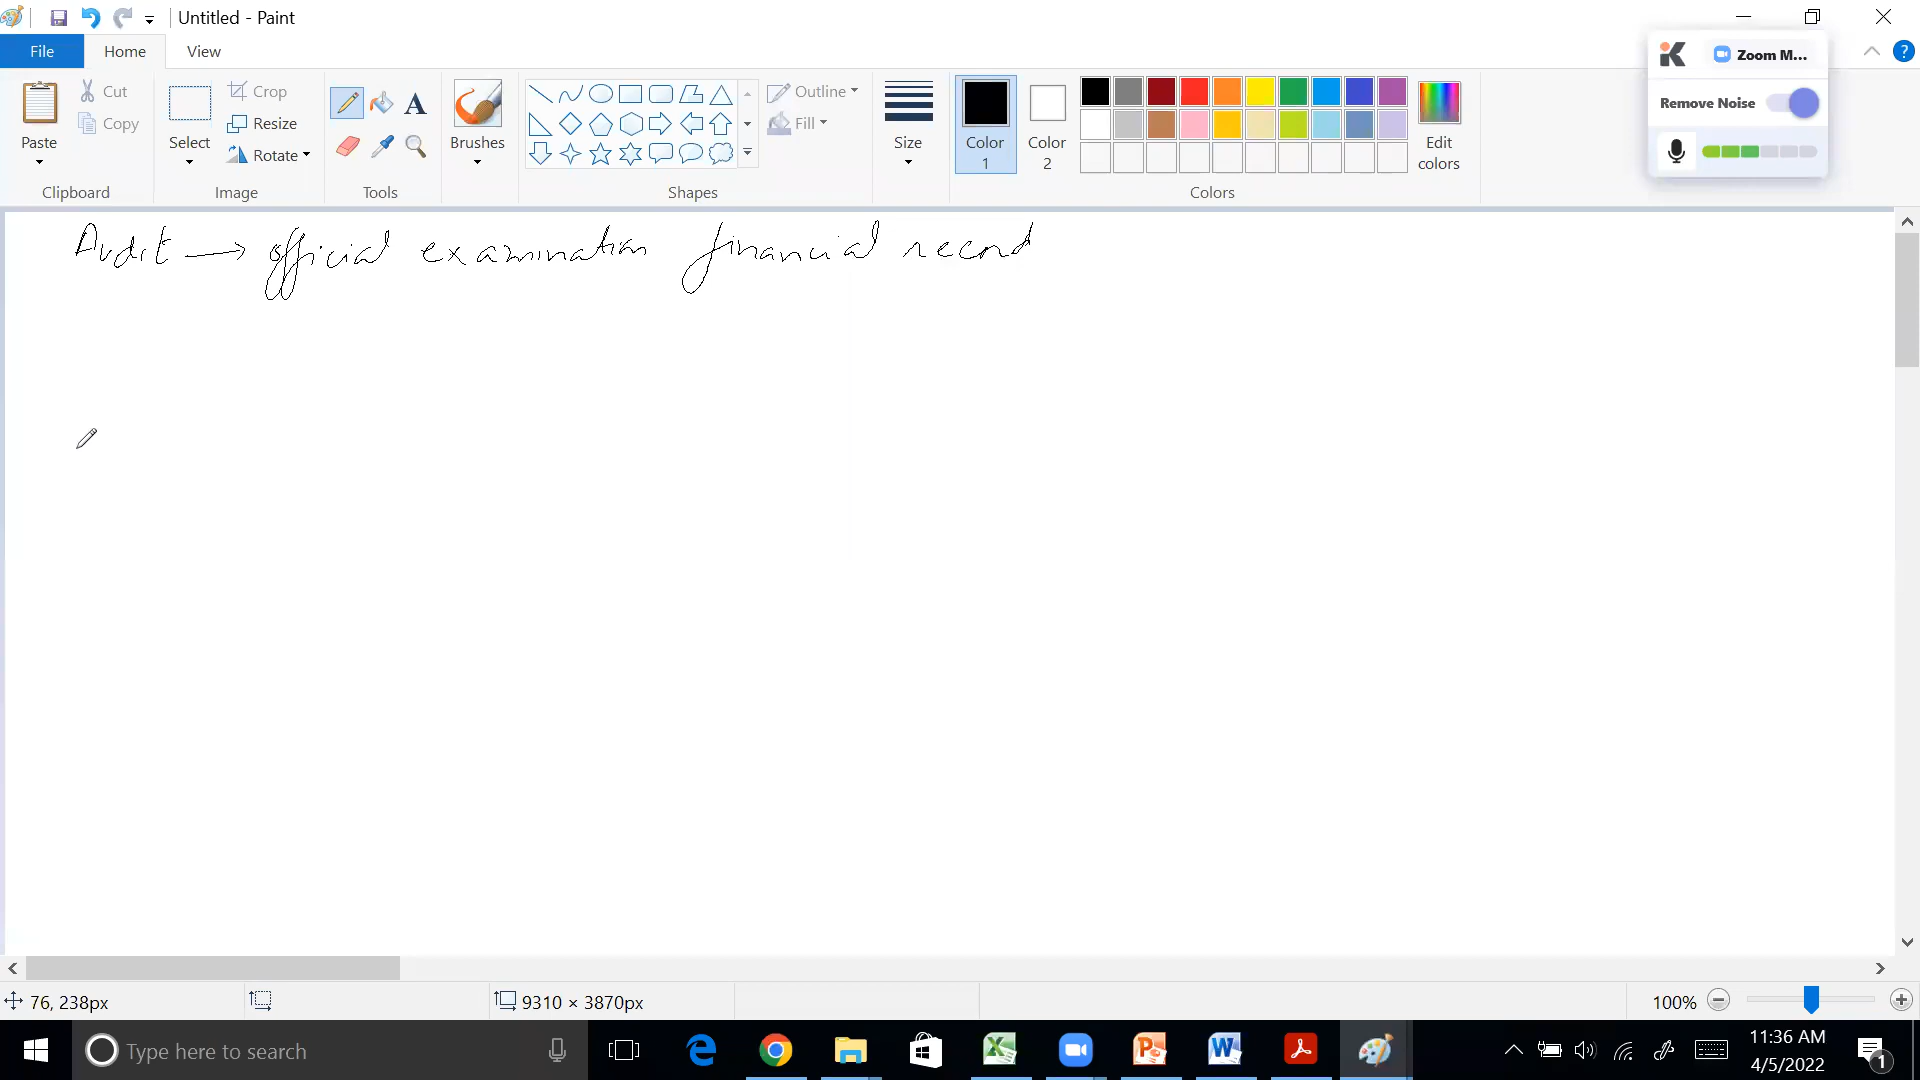 Untitled - Paint
File Home View
Zoom M...
Remove Noise
Paste
Cut
Copy
Clipboard
Select
Crop
Resize
Rotate
Image
Tools
Brushes
Outline
Fill
Shapes
Size
Color 1
Color 2
Edit colors
Colors
Audit → official examination financial record
76, 238px
9310 × 3870px
100%
Type here to search
11:36 AM
4/5/2022
1